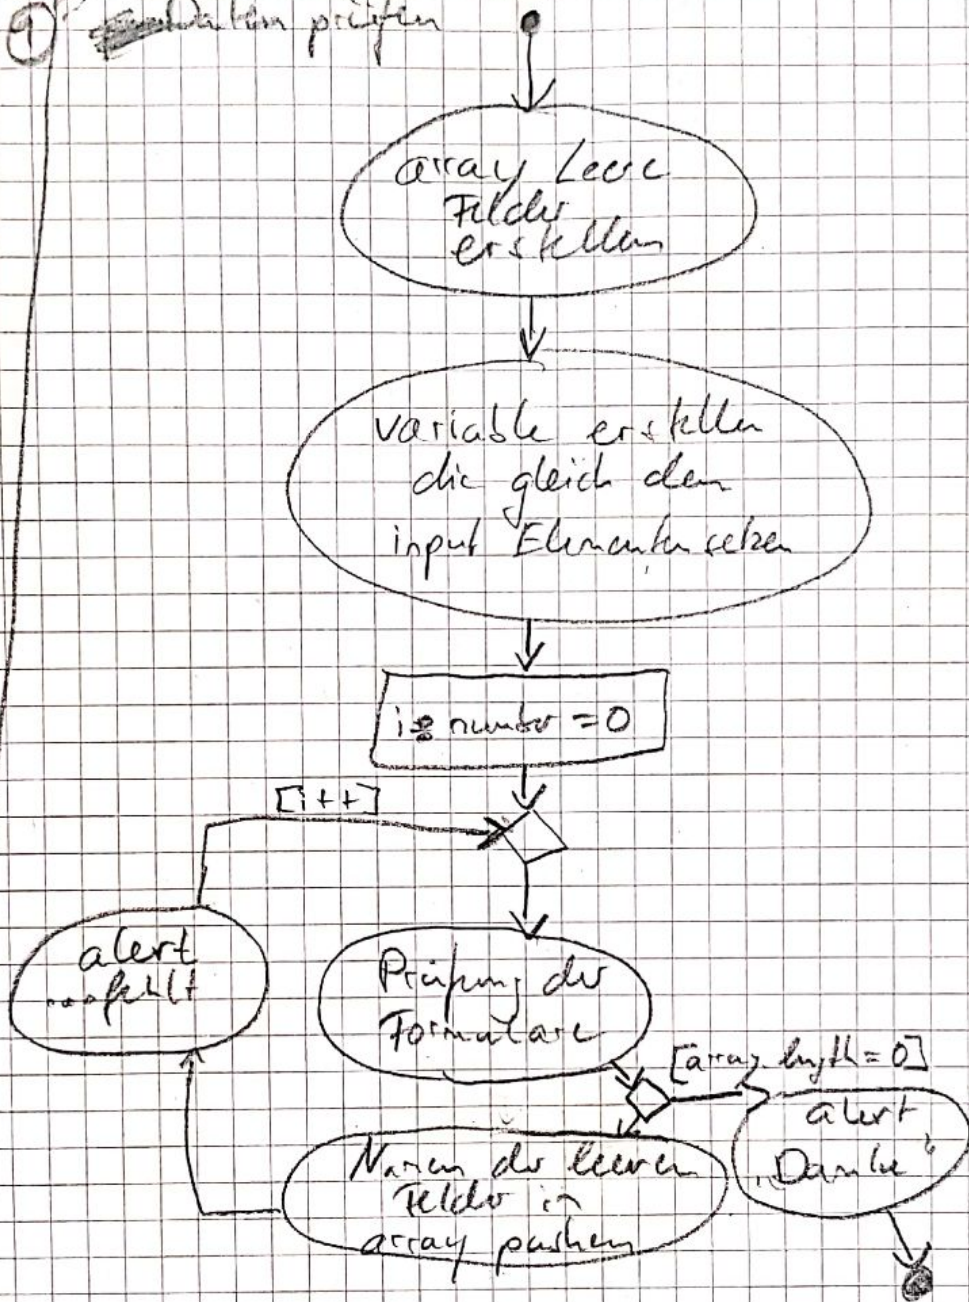 1 Daten prüfen
array Leere
Felder
erstellen
variable erstellen
die gleich den
input Elementen setzen
i: number = 0
[i++]
alert
...fehlt
Prüfung der
Formulare
[array.length = 0]
alert
"Danke"
Namen der leeren
Felder in
array pushen